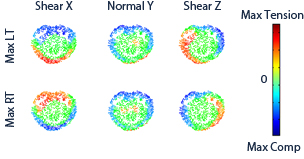 Shear X Normal Y Shear Z
Max Tension
Max LT
0
Max RT
Max Comp